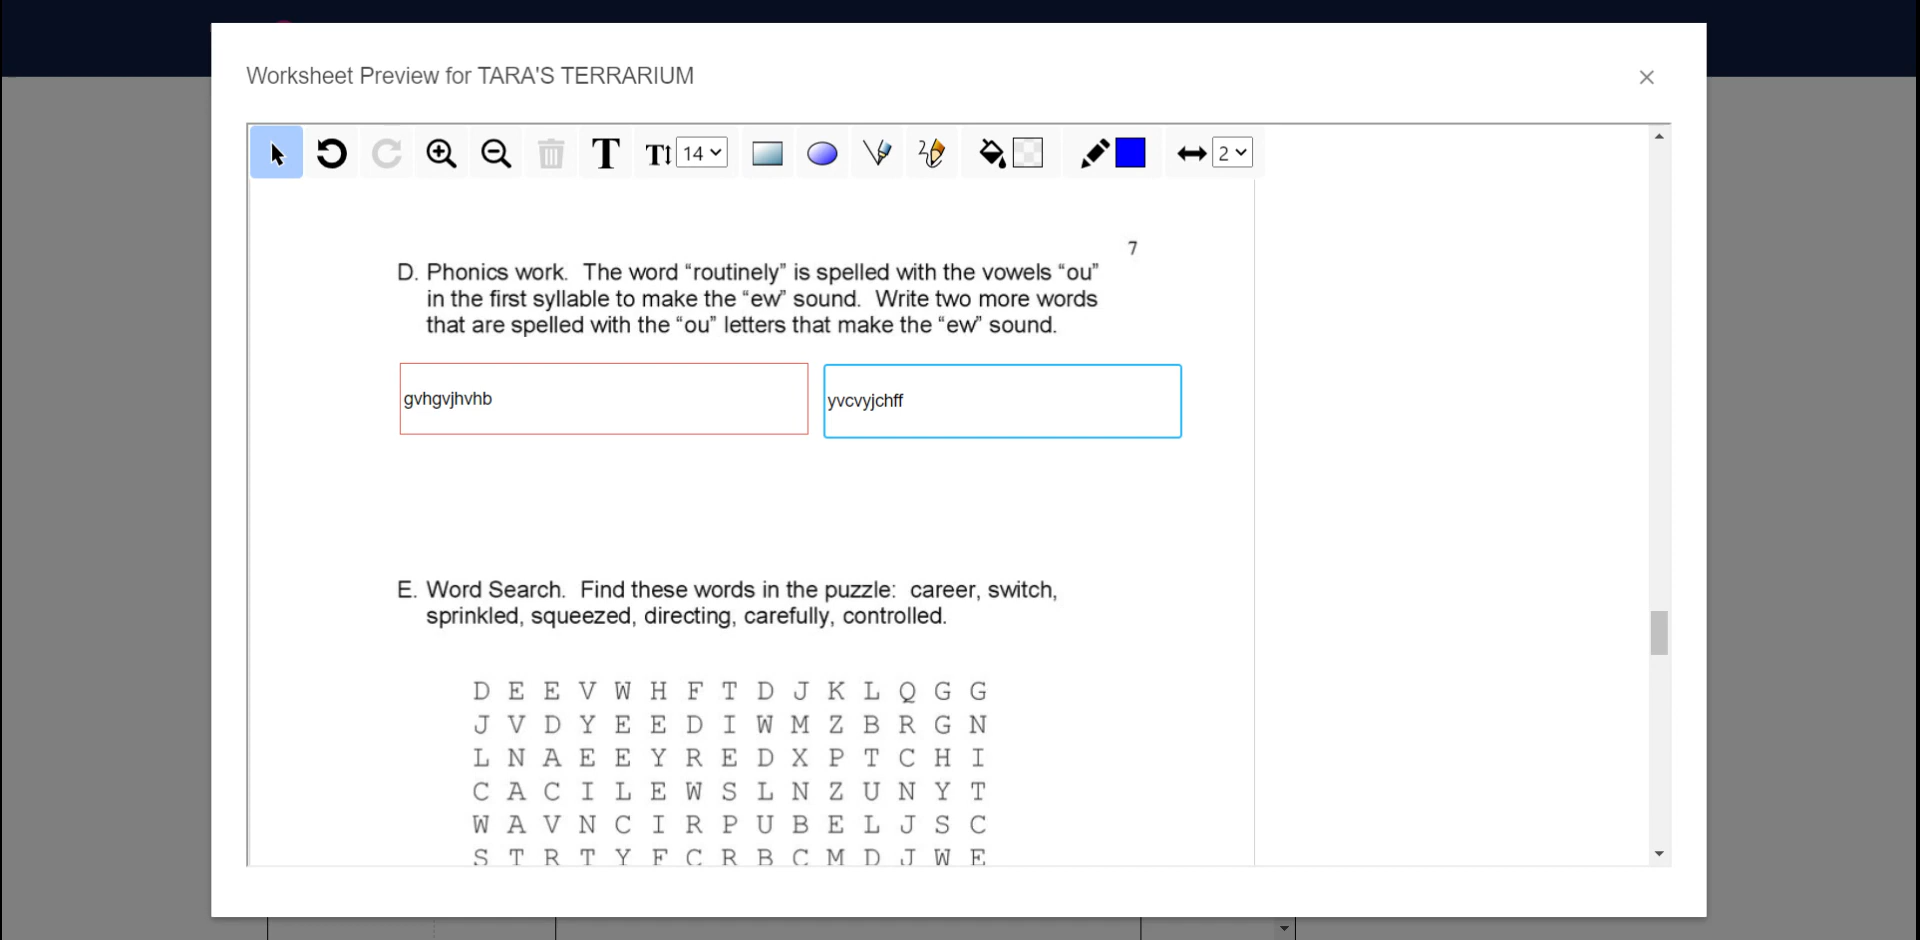 Worksheet Preview for TARA'S TERRARIUM
×
T T 14 2
7
D. Phonics work. The word “routinely” is spelled with the vowels “ou”
in the first syllable to make the “ew” sound. Write two more words
that are spelled with the “ou” letters that make the “ew” sound.
gvhgvjhvhb yvcvyjchff
E. Word Search. Find these words in the puzzle: career, switch,
sprinkled, squeezed, directing, carefully, controlled.
D E E V W H F T D J K L Q G G
J V D Y E E D I W M Z B R G N
L N A E E Y R E D X P T C H I
C A C I L E W S L N Z U N Y T
W A V N C I R P U B E L J S C
S T R T Y F C R B C M D J W E